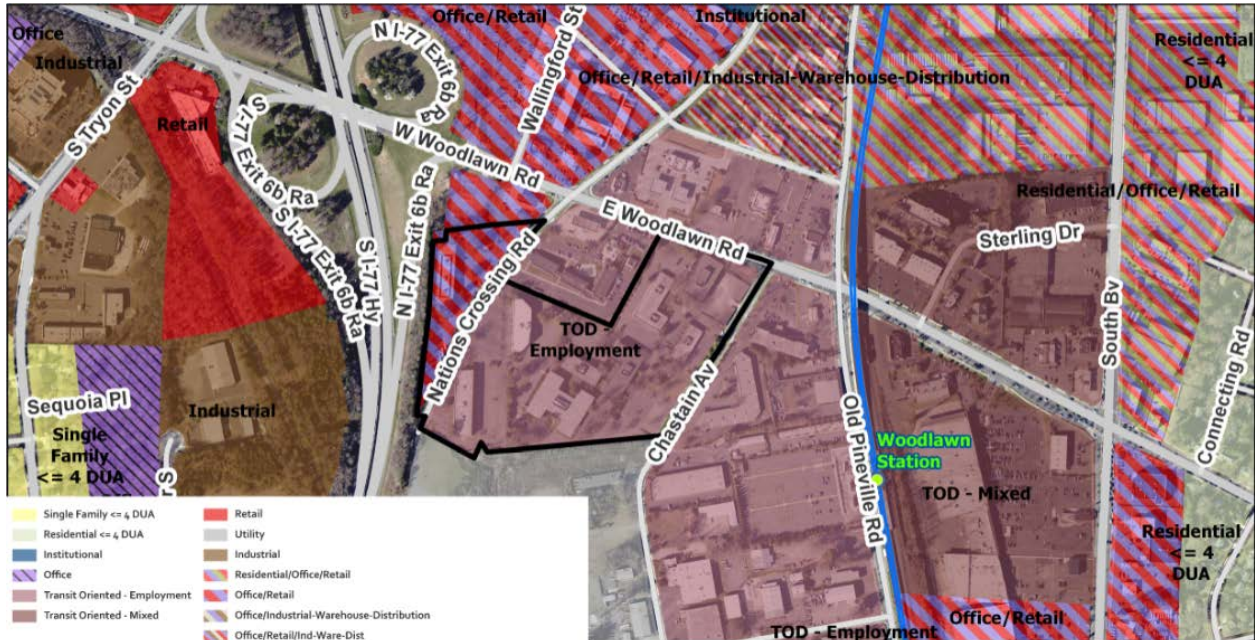 Office
Industrial
S Tryon St
Retail
S I-77 Exit 6b Ra
S I-77 Exit 6b Ra
S I-77 Hy
N I-77 Exit 6b Ra
N I-77 Exit 6b Ra
Office/Retail
Wallingford St
Institutional
Office/Retail/Industrial-Warehouse-Distribution
Residential
<= 4
DUA
W Woodlawn Rd
E Woodlawn Rd
Residential/Office/Retail
Sterling Dr
South Bv
Connecting Rd
Nations Crossing Rd
TOD -
Employment
Chastain Av
Old Pineville Rd
Woodlawn
Station
TOD - Mixed
Sequoia Pl
Single
Family
<= 4 DUA
Industrial
r S
Residential
<= 4
DUA
Office/Retail
TOD - Employment
Single Family <= 4 DUA
Residential <= 4 DUA
Institutional
Office
Transit Oriented - Employment
Transit Oriented - Mixed
Retail
Utility
Industrial
Residential/Office/Retail
Office/Retail
Office/Industrial-Warehouse-Distribution
Office/Retail/Ind-Ware-Dist